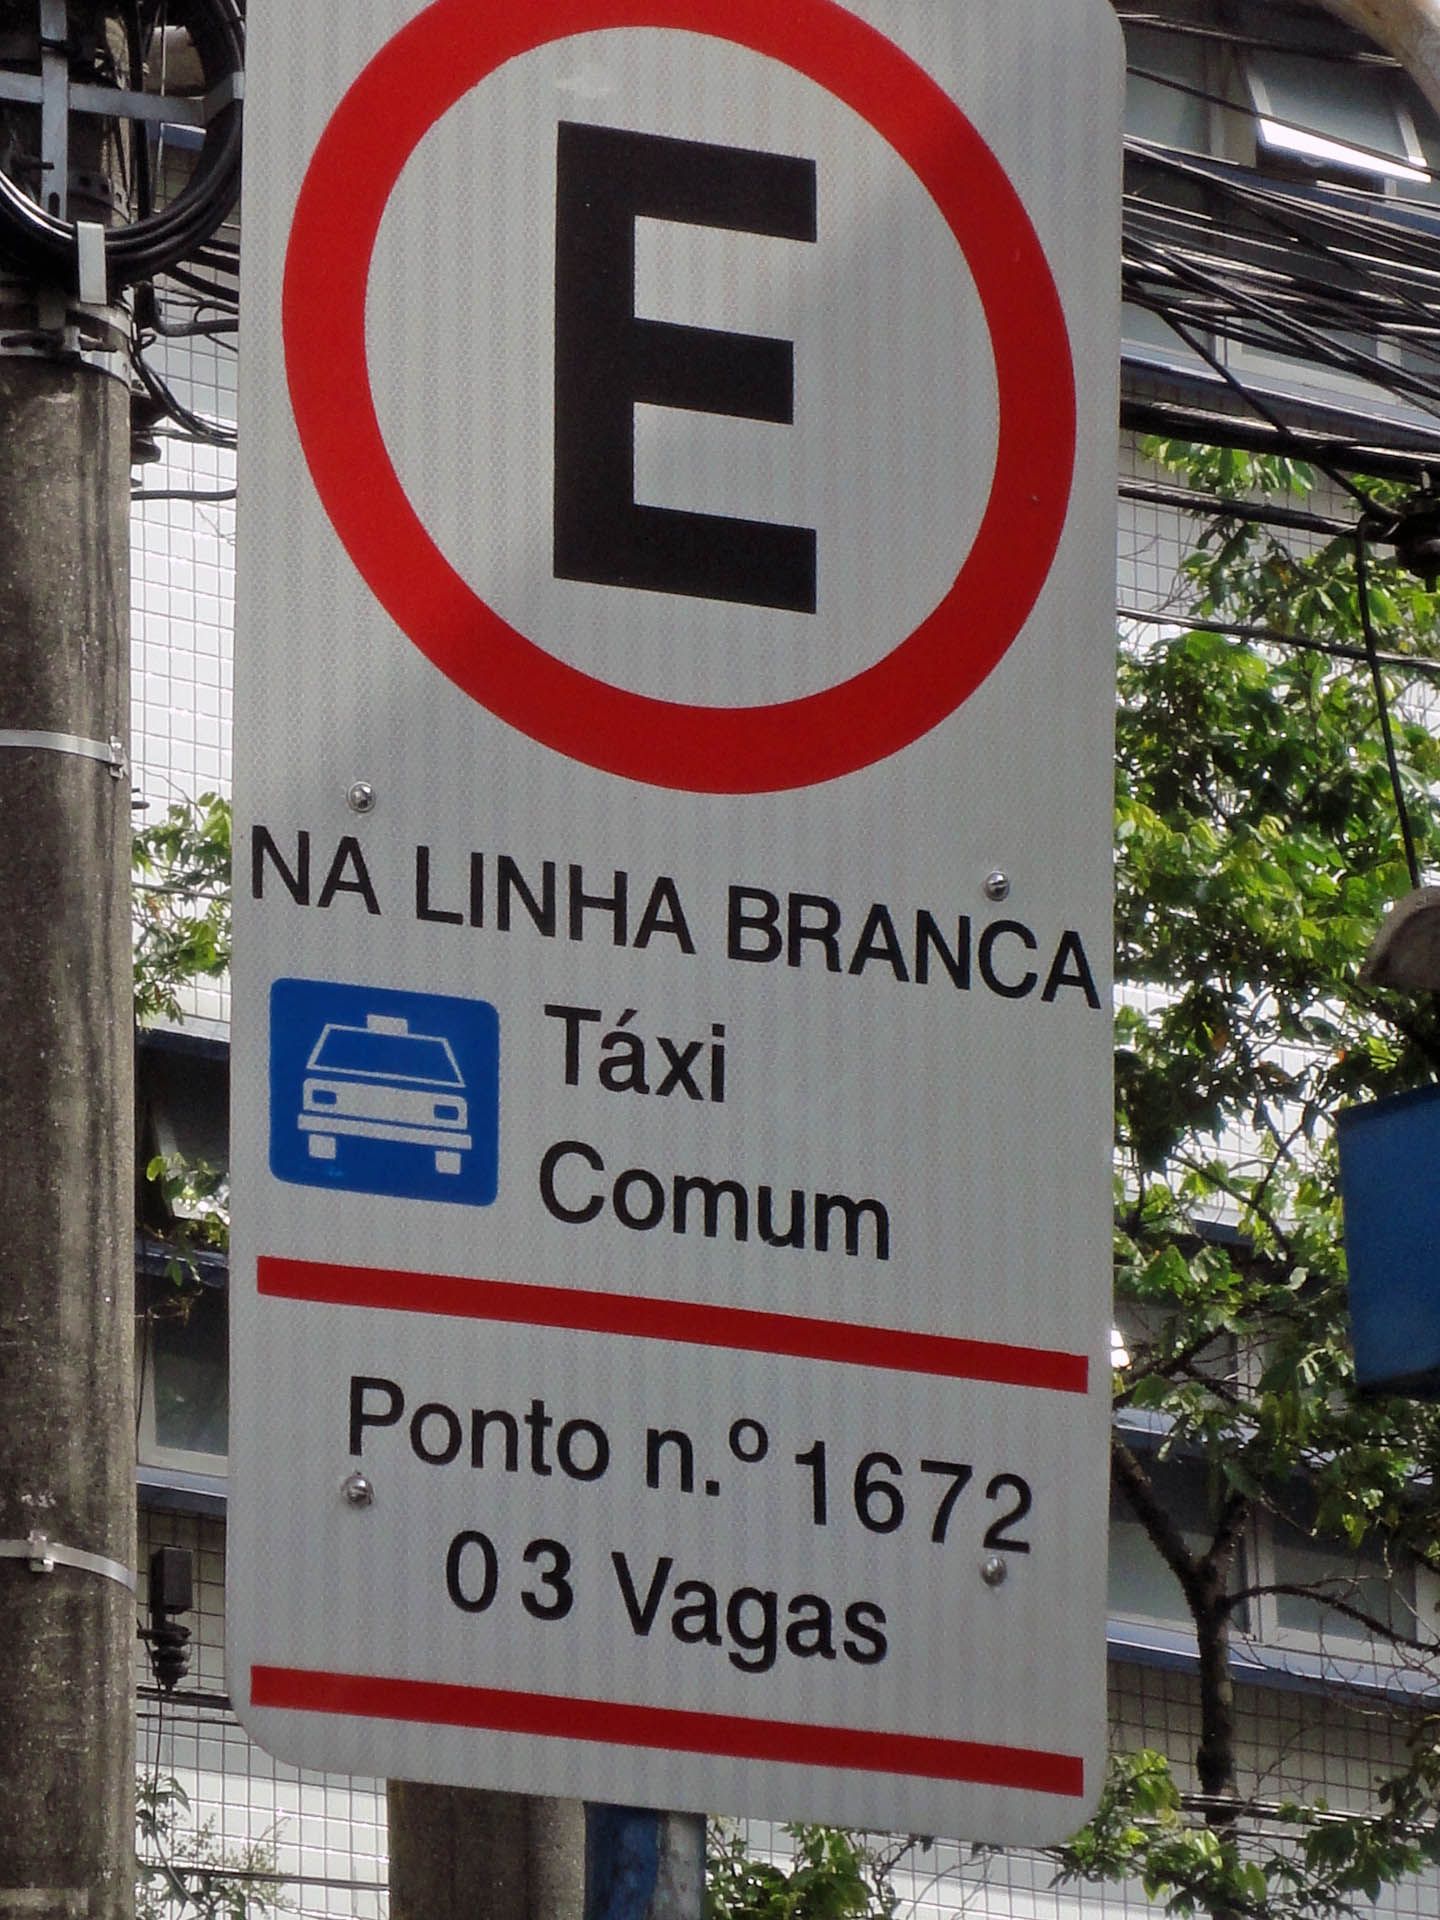 E
NA LINHA BRANCA
Táxi
Comum
Ponto n.º 1672
03 Vagas